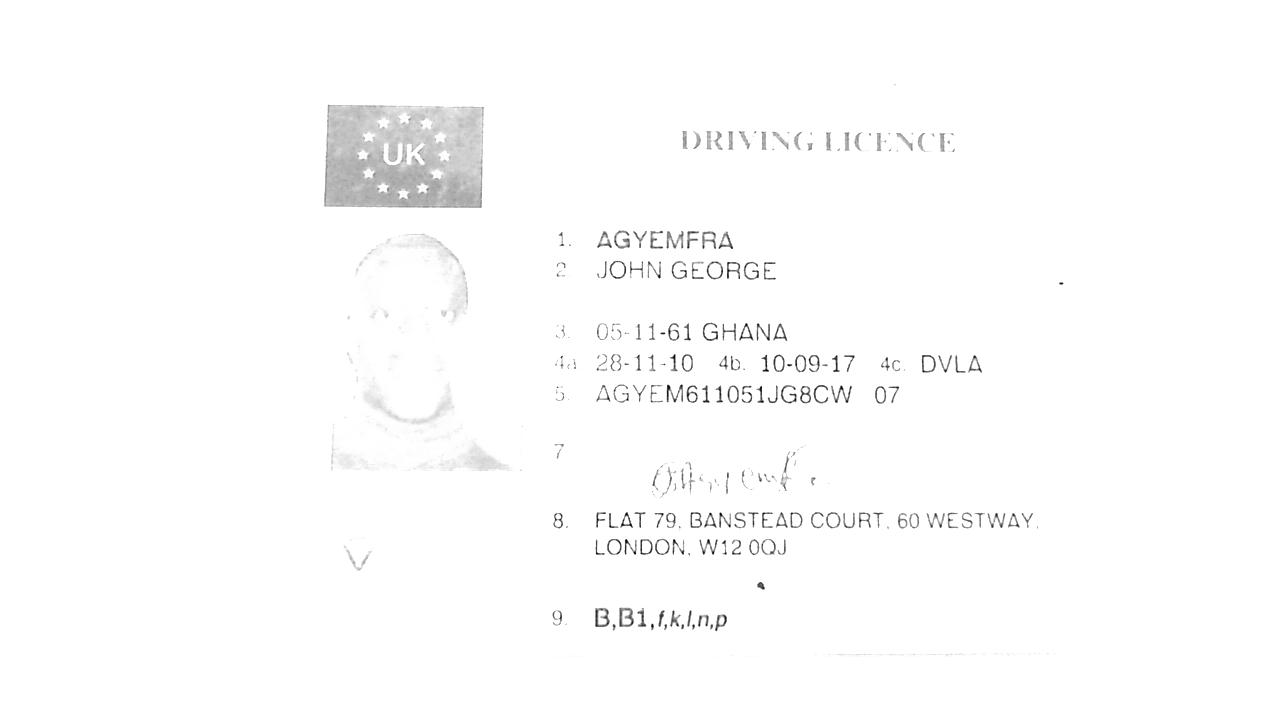 UK
DRIVING LICENCE
1. AGYEMFRA
2 JOHN GEORGE
3. 05-11-61 GHANA
4a 28-11-10 4b. 10-09-17 4c. DVLA
5. AGYEM611051JG8CW 07
7
8. FLAT 79, BANSTEAD COURT, 60 WESTWAY,
LONDON, W12 0QJ
9. B,B1,f,k,l,n,p